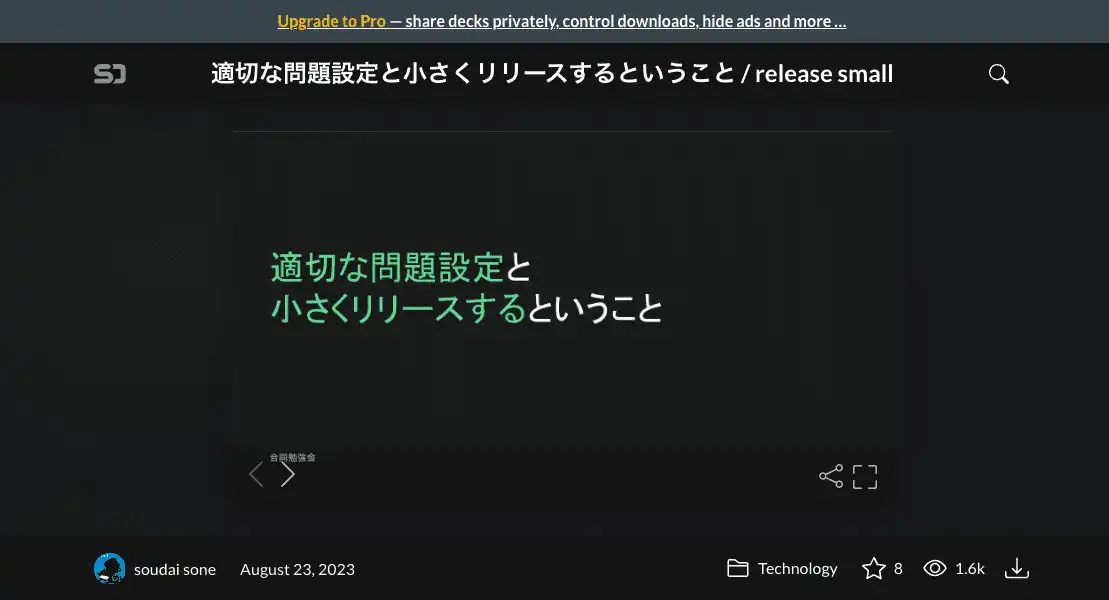 Upgrade to Pro — share decks privately, control downloads, hide ads and more …
適切な問題設定と小さくリリースするということ / release small
適切な問題設定と
小さくリリースするということ
合同勉強会
soudai sone
August 23, 2023
Technology
8
1.6k